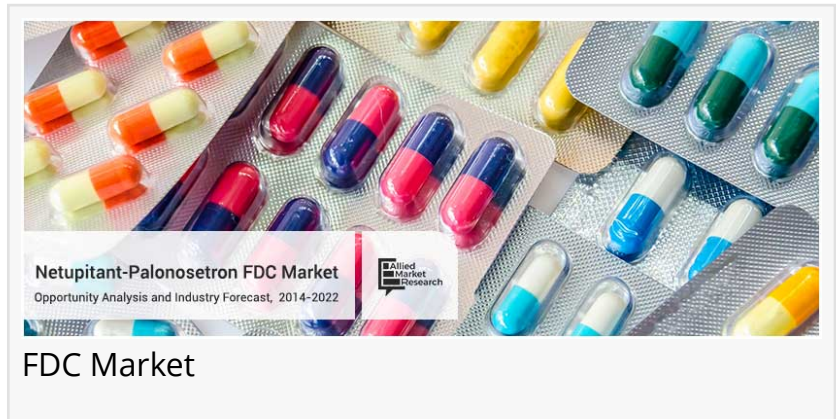 Netupitant-Palonosetron FDC Market
Opportunity Analysis and Industry Forecast, 2014-2022
Allied
Market
Research
FDC Market